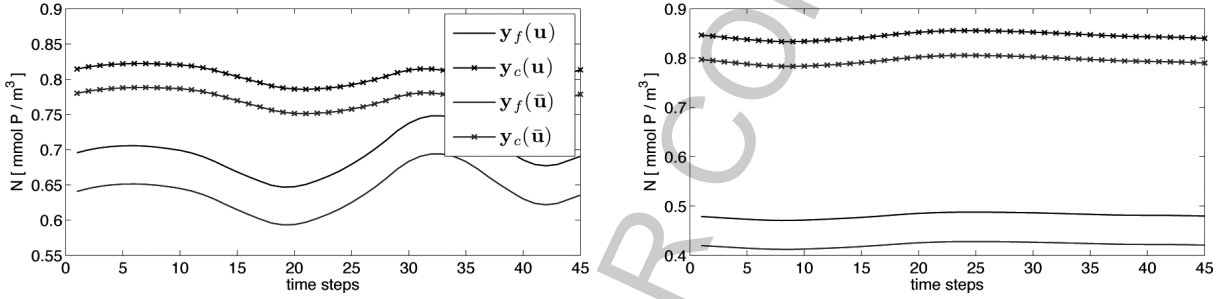 0.9
0.85
0.8
0.75
0.7
0.65
0.6
0.55
N [ mmol P / m³]
0 5 10 15 20 25 30 35 40 45
time steps
y_f(u)
y_c(u)
y_f(ū)
y_c(ū)
0.9
0.8
0.7
0.6
0.5
0.4
N [ mmol P / m³]
0 5 10 15 20 25 30 35 40 45
time steps
R CO